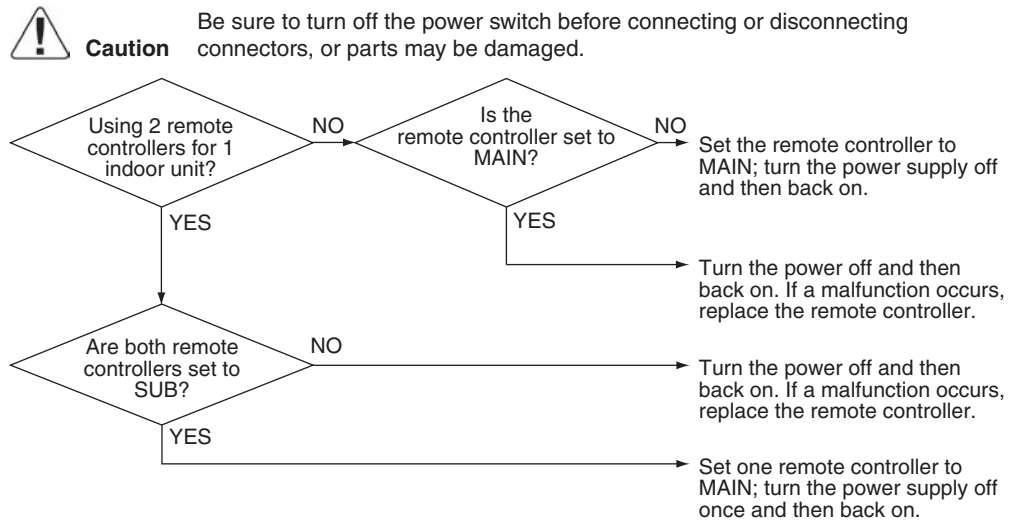 Be sure to turn off the power switch before connecting or disconnecting
Caution connectors, or parts may be damaged.
Using 2 remote
controllers for 1
indoor unit?
NO
Is the
remote controller set to
MAIN?
NO
Set the remote controller to
MAIN; turn the power supply off
and then back on.
YES
YES
Turn the power off and then
back on. If a malfunction occurs,
replace the remote controller.
Are both remote
controllers set to
SUB?
NO
Turn the power off and then
back on. If a malfunction occurs,
replace the remote controller.
YES
Set one remote controller to
MAIN; turn the power supply off
once and then back on.